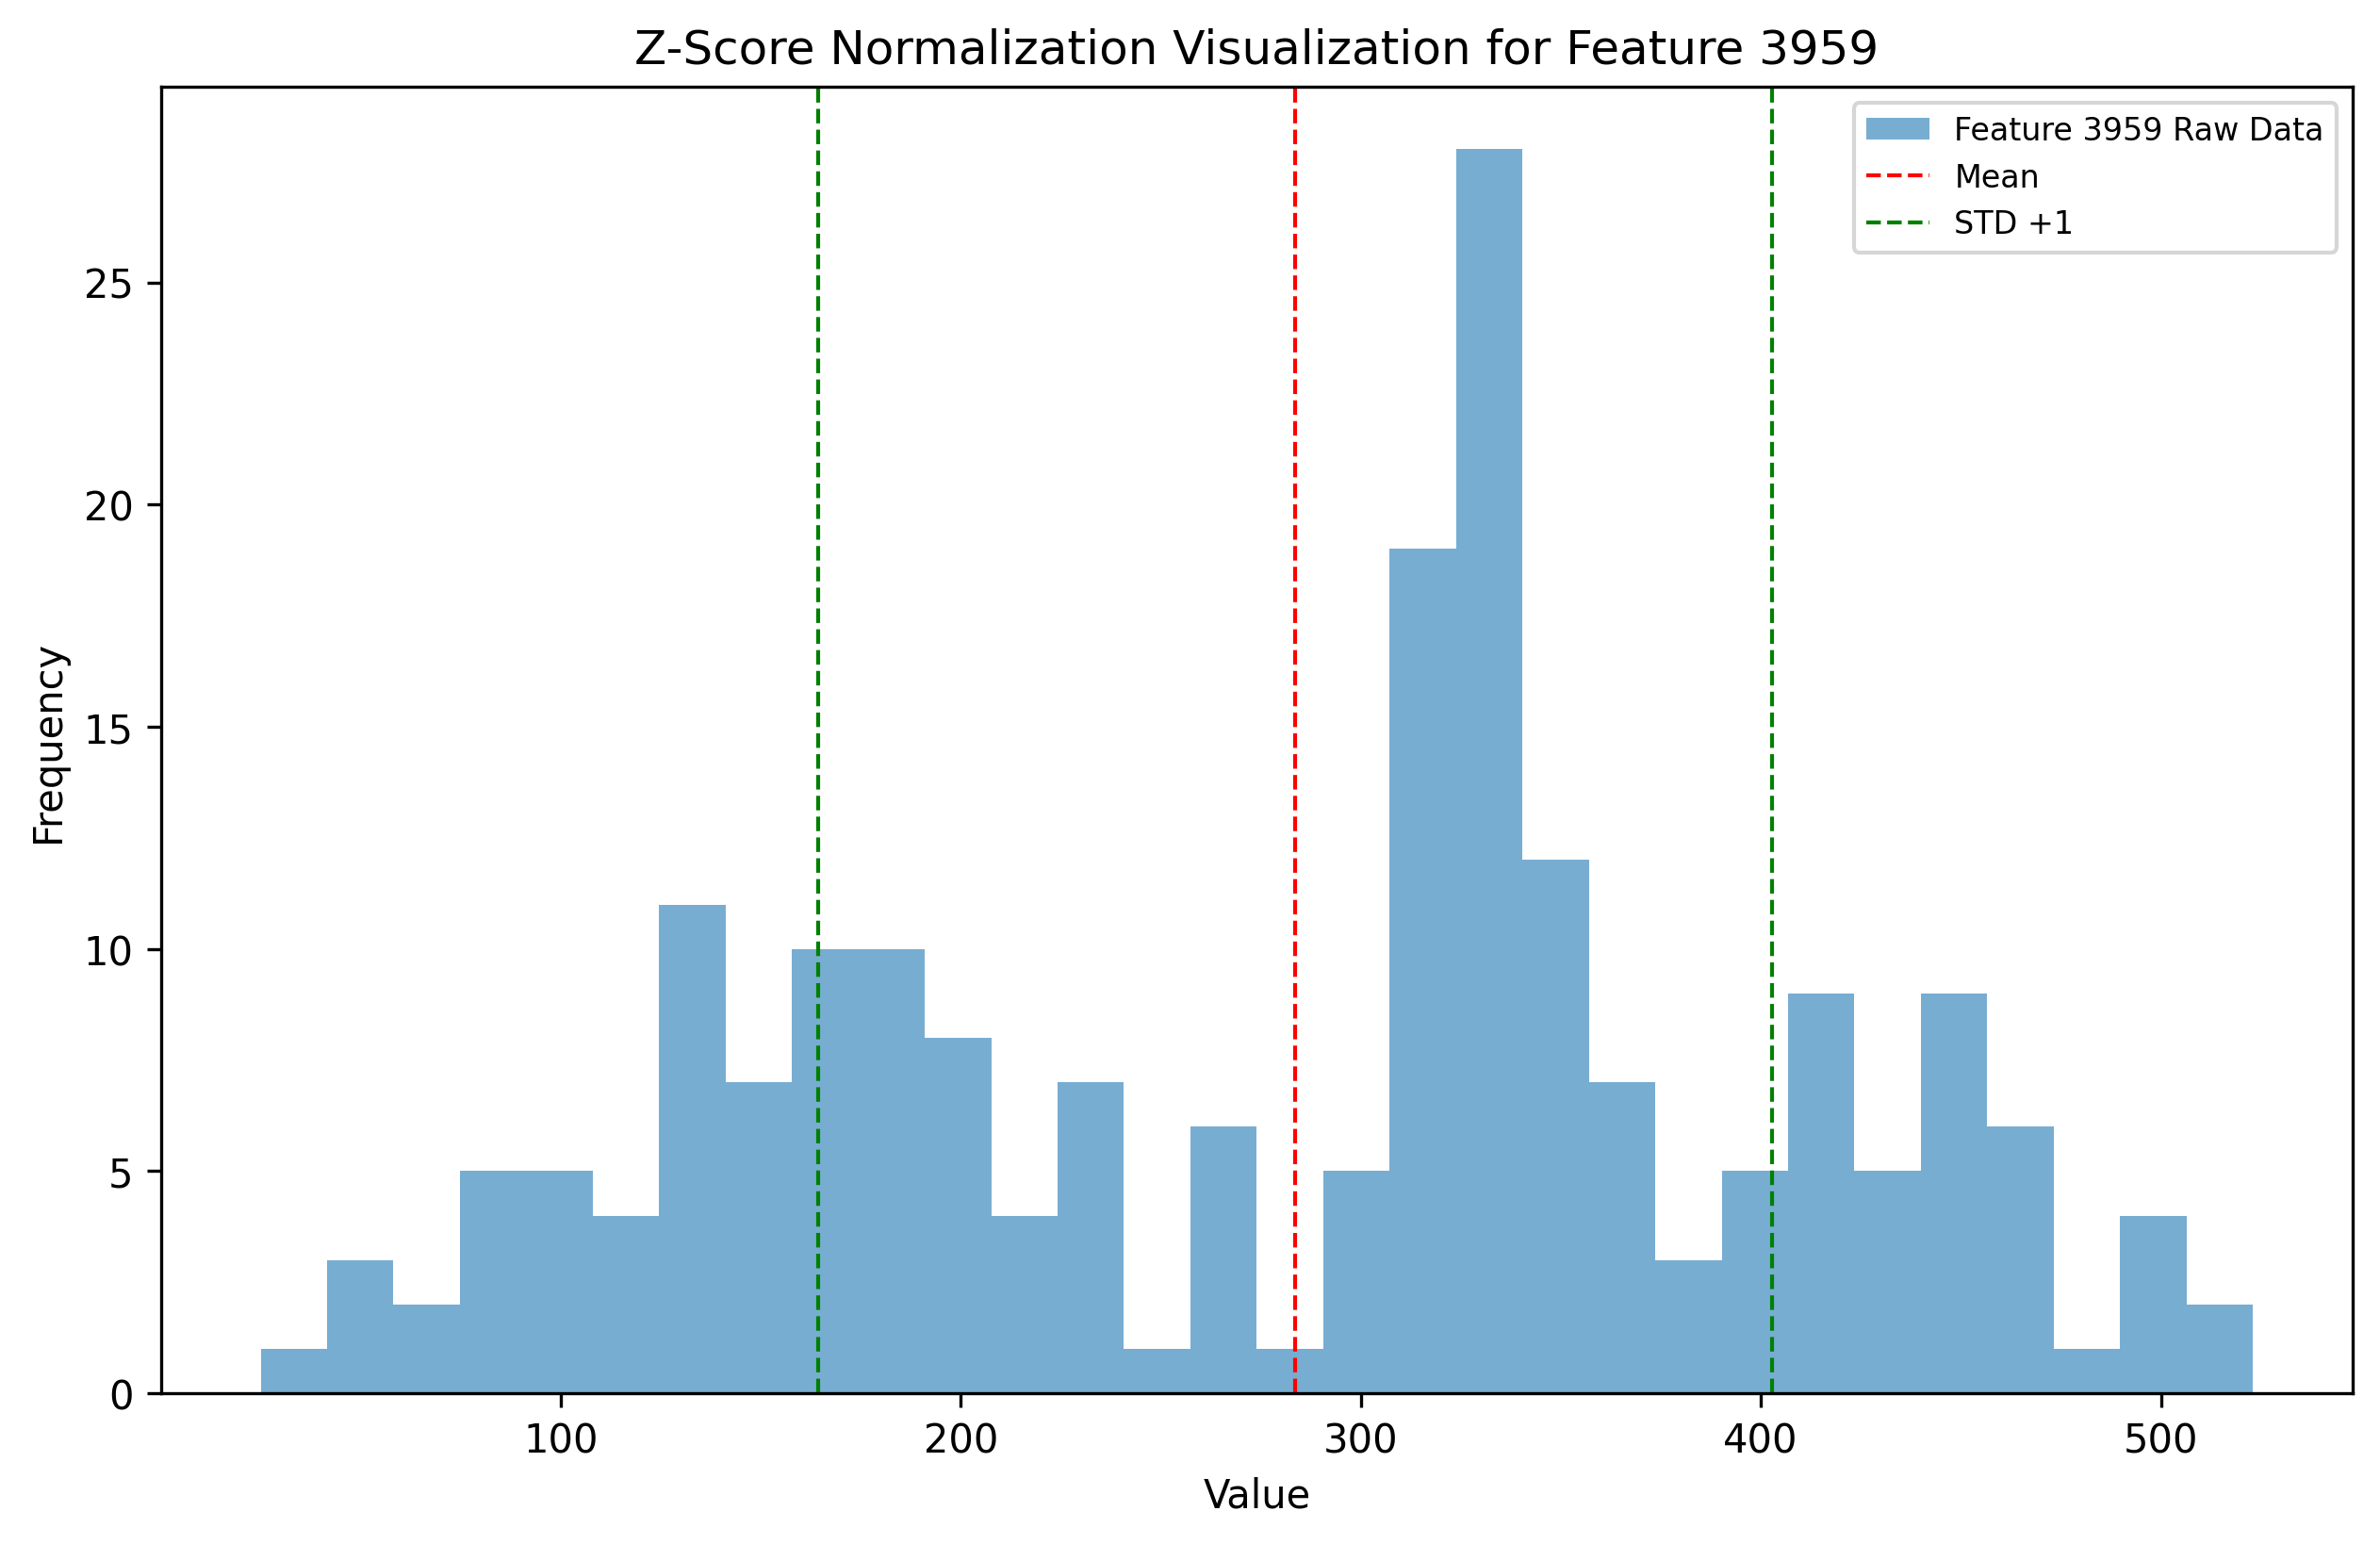 Z-Score Normalization Visualization for Feature 3959
Feature 3959 Raw Data
Mean
STD +1
Frequency
25
20
15
10
5
0
100 200 300 400 500
Value